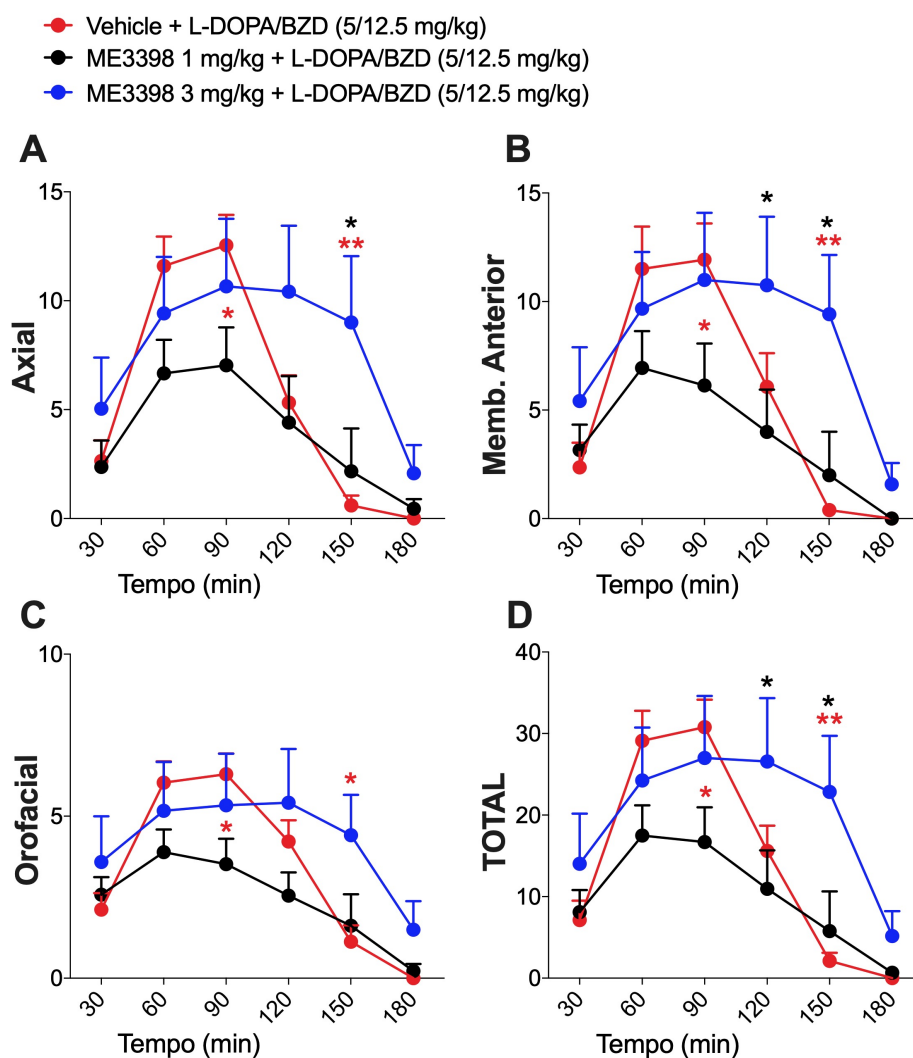 Vehicle + L-DOPA/BZD (5/12.5 mg/kg)
ME3398 1 mg/kg + L-DOPA/BZD (5/12.5 mg/kg)
ME3398 3 mg/kg + L-DOPA/BZD (5/12.5 mg/kg)
A
Axial
15
10
5
0
*
**
*
30 60 90 120 150 180
Tempo (min)
B
Memb. Anterior
15
10
5
0
*
*
**
*
30 60 90 120 150 180
Tempo (min)
C
Orofacial
10
5
0
*
*
30 60 90 120 150 180
Tempo (min)
D
TOTAL
40
30
20
10
0
*
*
**
*
30 60 90 120 150 180
Tempo (min)